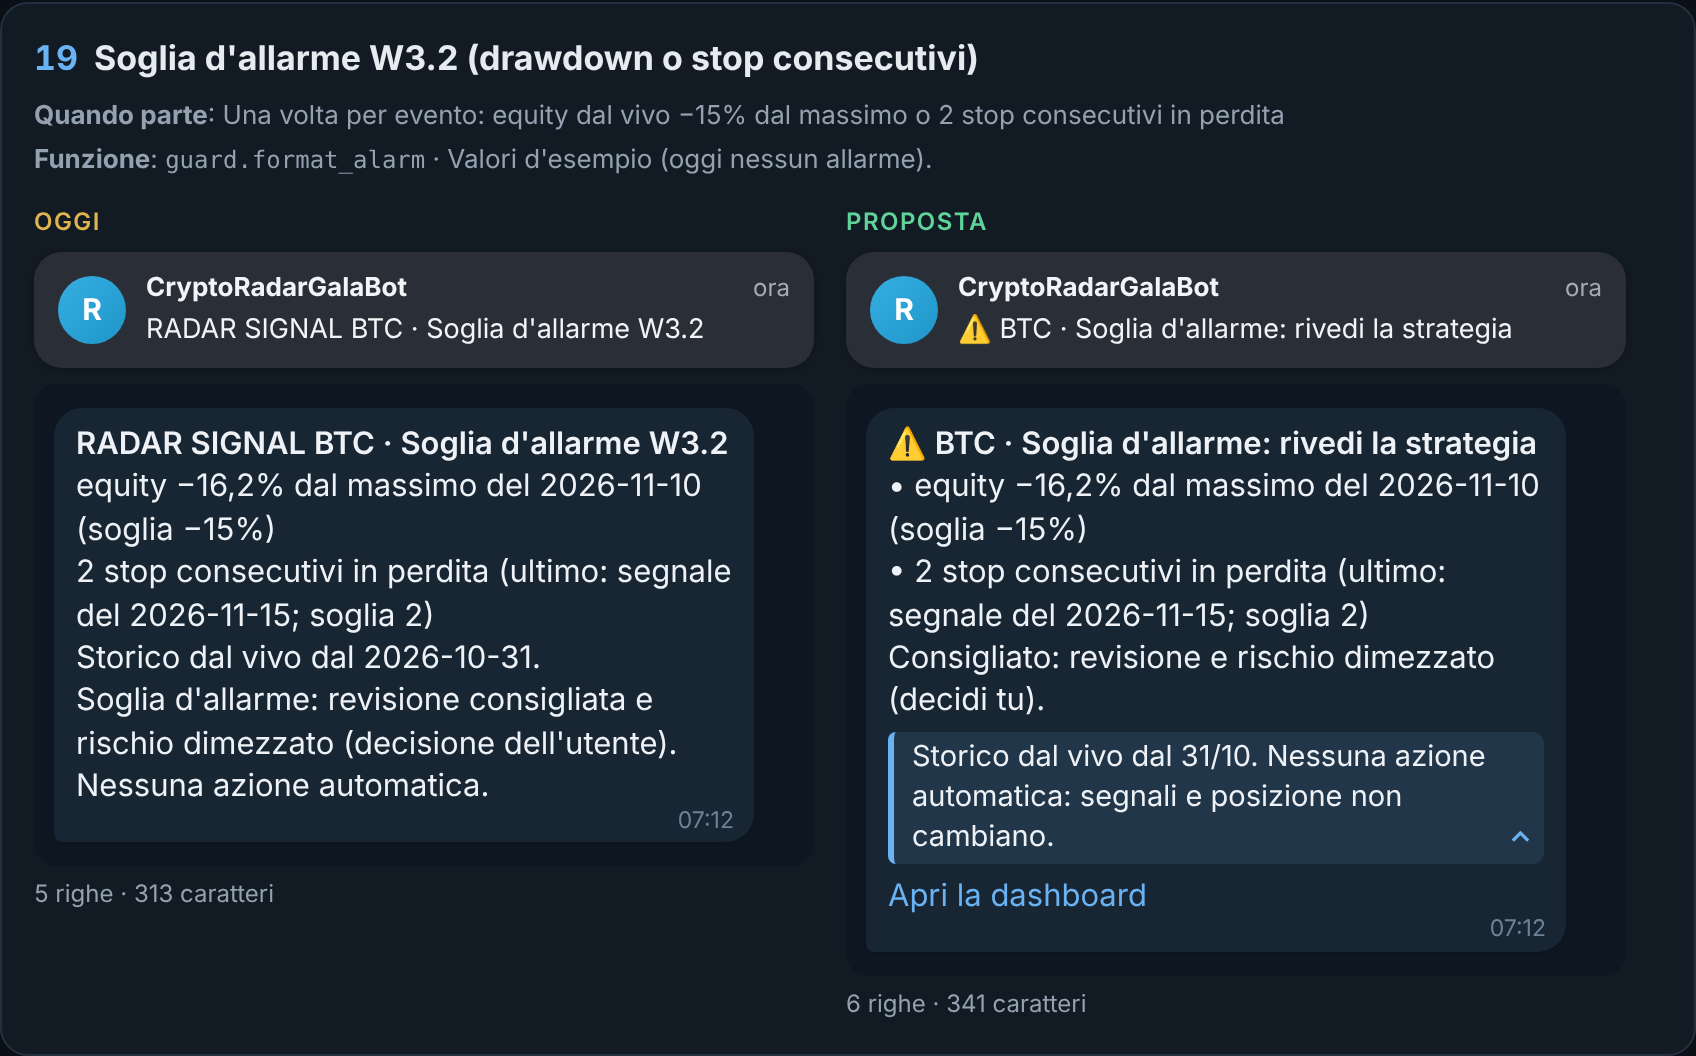 19 Soglia d'allarme W3.2 (drawdown o stop consecutivi)
Quando parte: Una volta per evento: equity dal vivo −15% dal massimo o 2 stop consecutivi in perdita
Funzione: guard.format_alarm · Valori d'esempio (oggi nessun allarme).
OGGI
R
CryptoRadarGalaBot
ora
RADAR SIGNAL BTC · Soglia d'allarme W3.2
RADAR SIGNAL BTC · Soglia d'allarme W3.2
equity −16,2% dal massimo del 2026-11-10
(soglia −15%)
2 stop consecutivi in perdita (ultimo: segnale
del 2026-11-15; soglia 2)
Storico dal vivo dal 2026-10-31.
Soglia d'allarme: revisione consigliata e
rischio dimezzato (decisione dell'utente).
Nessuna azione automatica.
07:12
5 righe · 313 caratteri
PROPOSTA
R
CryptoRadarGalaBot
ora
⚠️ BTC · Soglia d'allarme: rivedi la strategia
⚠️ BTC · Soglia d'allarme: rivedi la strategia
• equity −16,2% dal massimo del 2026-11-10
(soglia −15%)
• 2 stop consecutivi in perdita (ultimo:
segnale del 2026-11-15; soglia 2)
Consigliato: revisione e rischio dimezzato
(decidi tu).
Storico dal vivo dal 31/10. Nessuna azione
automatica: segnali e posizione non
cambiano.
Apri la dashboard
07:12
6 righe · 341 caratteri